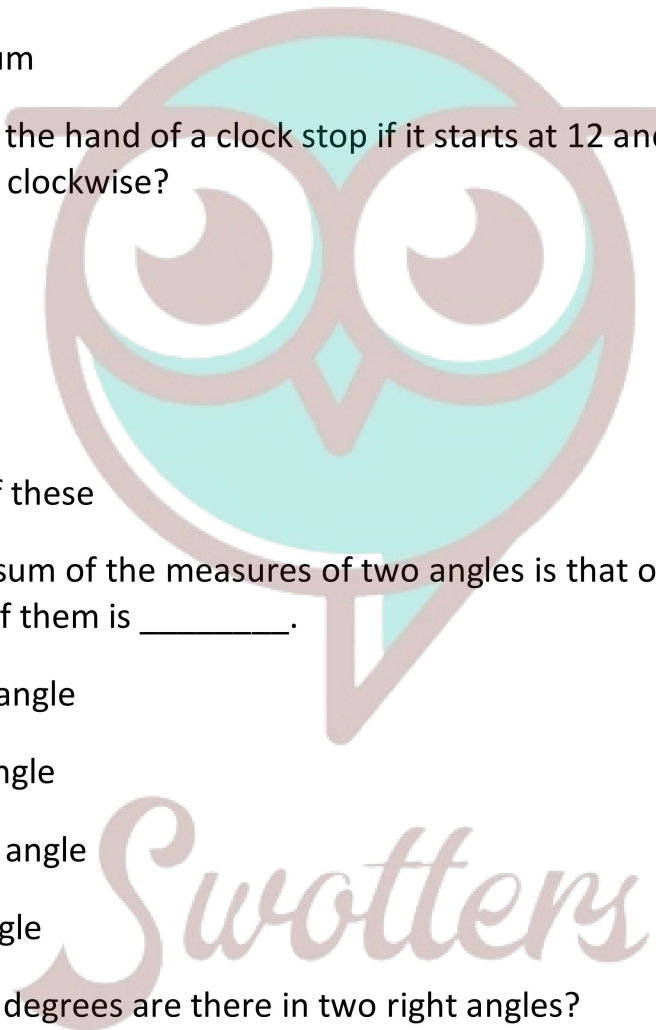 um
the hand of a clock stop if it starts at 12 and
clockwise?
f these
sum of the measures of two angles is that o
f them is ________.
angle
ngle
angle
gle
degrees are there in two right angles?
Swotters